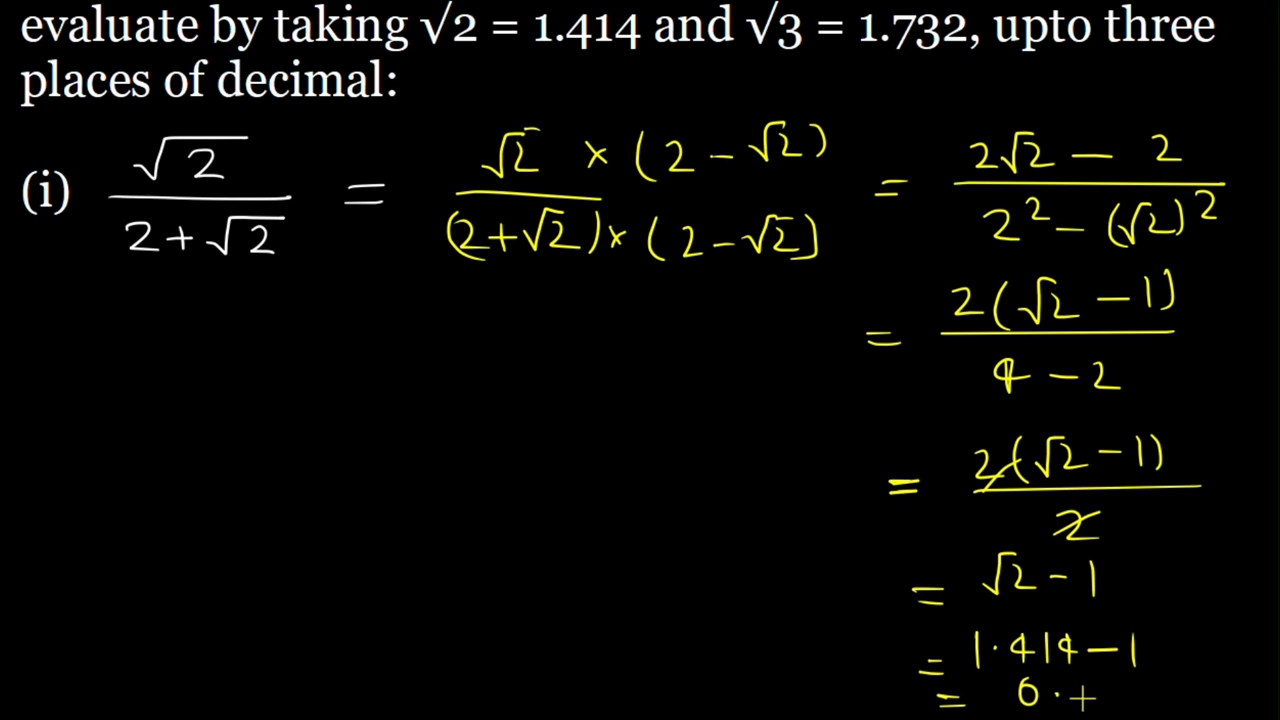 evaluate by taking √2 = 1.414 and √3 = 1.732, upto three
places of decimal:
(i) √2 / (2+√2) = √2 × (2-√2) / (2+√2) × (2-√2) = 2√2 - 2 / 2² - (√2)²
= 2(√2 - 1) / 4 - 2
= 2(√2 - 1) / 2
= √2 - 1
= 1.414 - 1
= 0.